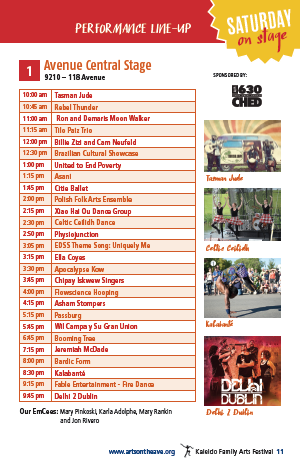 PERFORMANCE LINE-UP
SATURDAY
on stage
1
Avenue Central Stage
9210 – 118 Avenue
SPONSORED BY:
630
CHED
10:00 am Tasman Jude
10:45 am Rebel Thunder
11:00 am Ron and Demaris Moon Walker
11:15 am Trio Paiz Trio
12:00 pm Billie Zizi and Cam Neufeld
12:30 pm Brazilian Cultural Showcase
1:00 pm United to End Poverty
1:15 pm Asani
1:45 pm Citie Ballet
2:00 pm Polish Folk Arts Ensemble
2:15 pm Xiao Hai Ou Dance Group
2:30 pm Celtic Ceilidh Dance
2:50 pm Physiojunction
3:05 pm EDSS Theme Song: Uniquely Me
3:15 pm Ella Coyes
3:30 pm Apocalypse Kow
3:45 pm Chipay Iskwew Singers
4:00 pm Flowscience Hooping
4:15 pm Asham Stompers
5:15 pm Passburg
5:45 pm Wil Campa y Su Gran Union
6:45 pm Booming Tree
7:15 pm Jeremiah McDade
8:00 pm Bardic Form
8:30 pm Kalabanté
9:15 pm Fable Entertainment - Fire Dance
9:45 pm Delhi 2 Dublin
Tasman Jude
Celtic Ceilidh
Kalabanté
DELHI 2
DUBLIN
Delhi 2 Dublin
Our EmCees: Mary Pinkoski, Karla Adolphe, Mary Rankin
and Jon Rivero
www.artsontheave.org
Kaleido Family Arts Festival 11